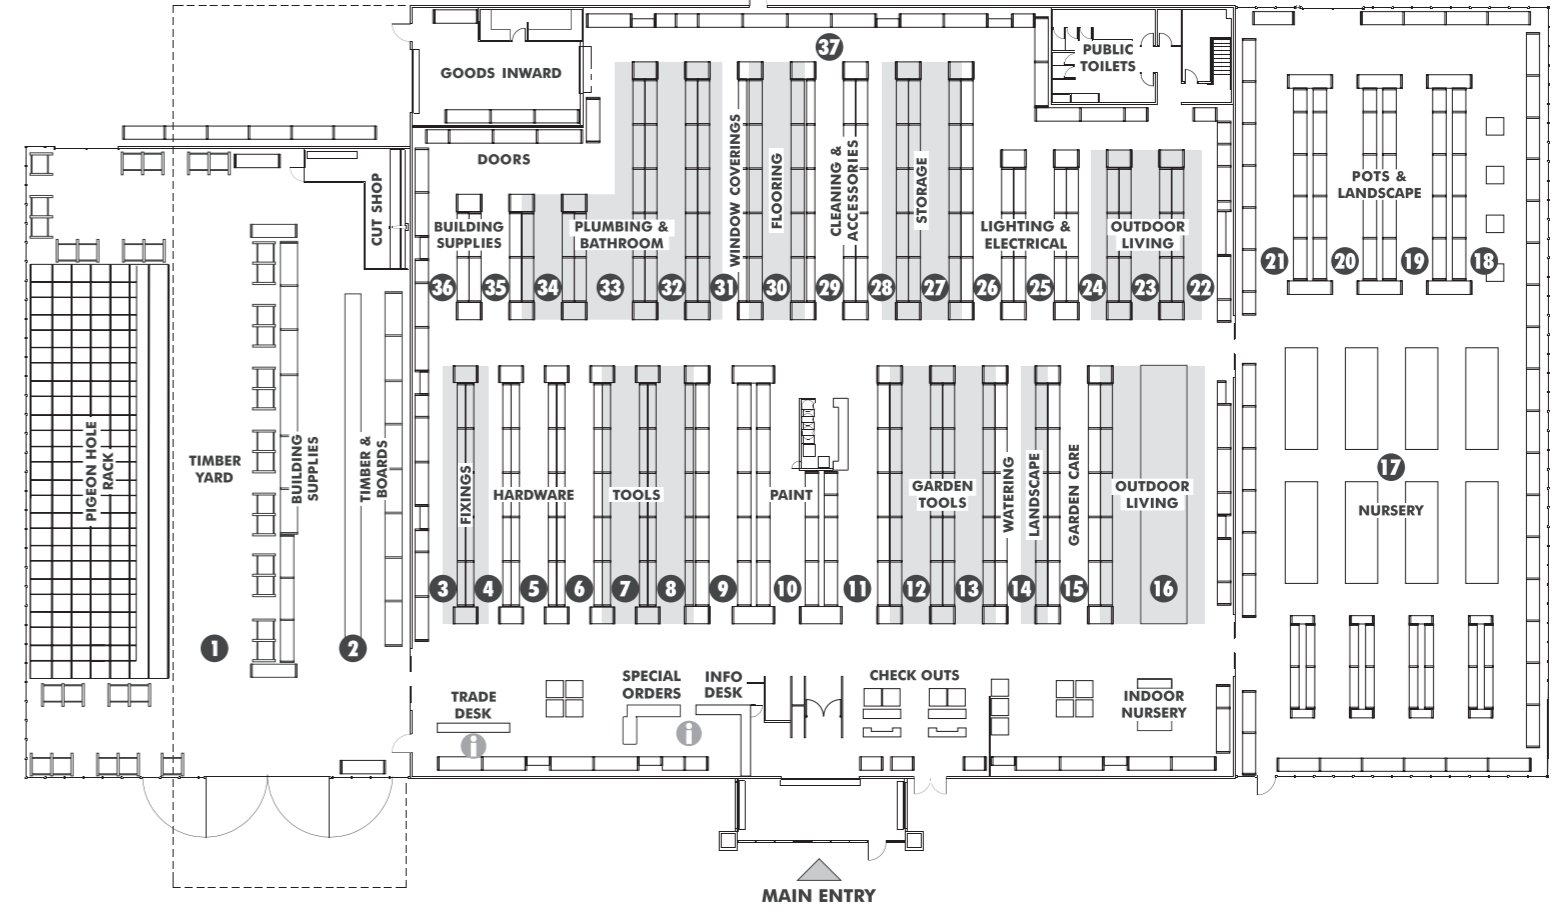 37
PUBLIC
TOILETS
GOODS INWARD
DOORS
CUT SHOP
BUILDING
SUPPLIES
PLUMBING &
BATHROOM
WINDOW COVERINGS
FLOORING
CLEANING &
ACCESSORIES
STORAGE
LIGHTING &
ELECTRICAL
OUTDOOR
LIVING
POTS &
LANDSCAPE
36
35
34
33
32
31
30
29
28
27
26
25
24
23
22
21
20
19
18
PIGEON HOLE
RACK
TIMBER
YARD
BUILDING
SUPPLIES
TIMBER &
BOARDS
FIXINGS
HARDWARE
TOOLS
PAINT
GARDEN
TOOLS
WATERING
LANDSCAPE
GARDEN CARE
OUTDOOR
LIVING
17
NURSERY
3
4
5
6
7
8
9
10
11
12
13
14
15
16
1
2
TRADE
DESK
i
SPECIAL
ORDERS
INFO
DESK
i
CHECK OUTS
INDOOR
NURSERY
MAIN ENTRY